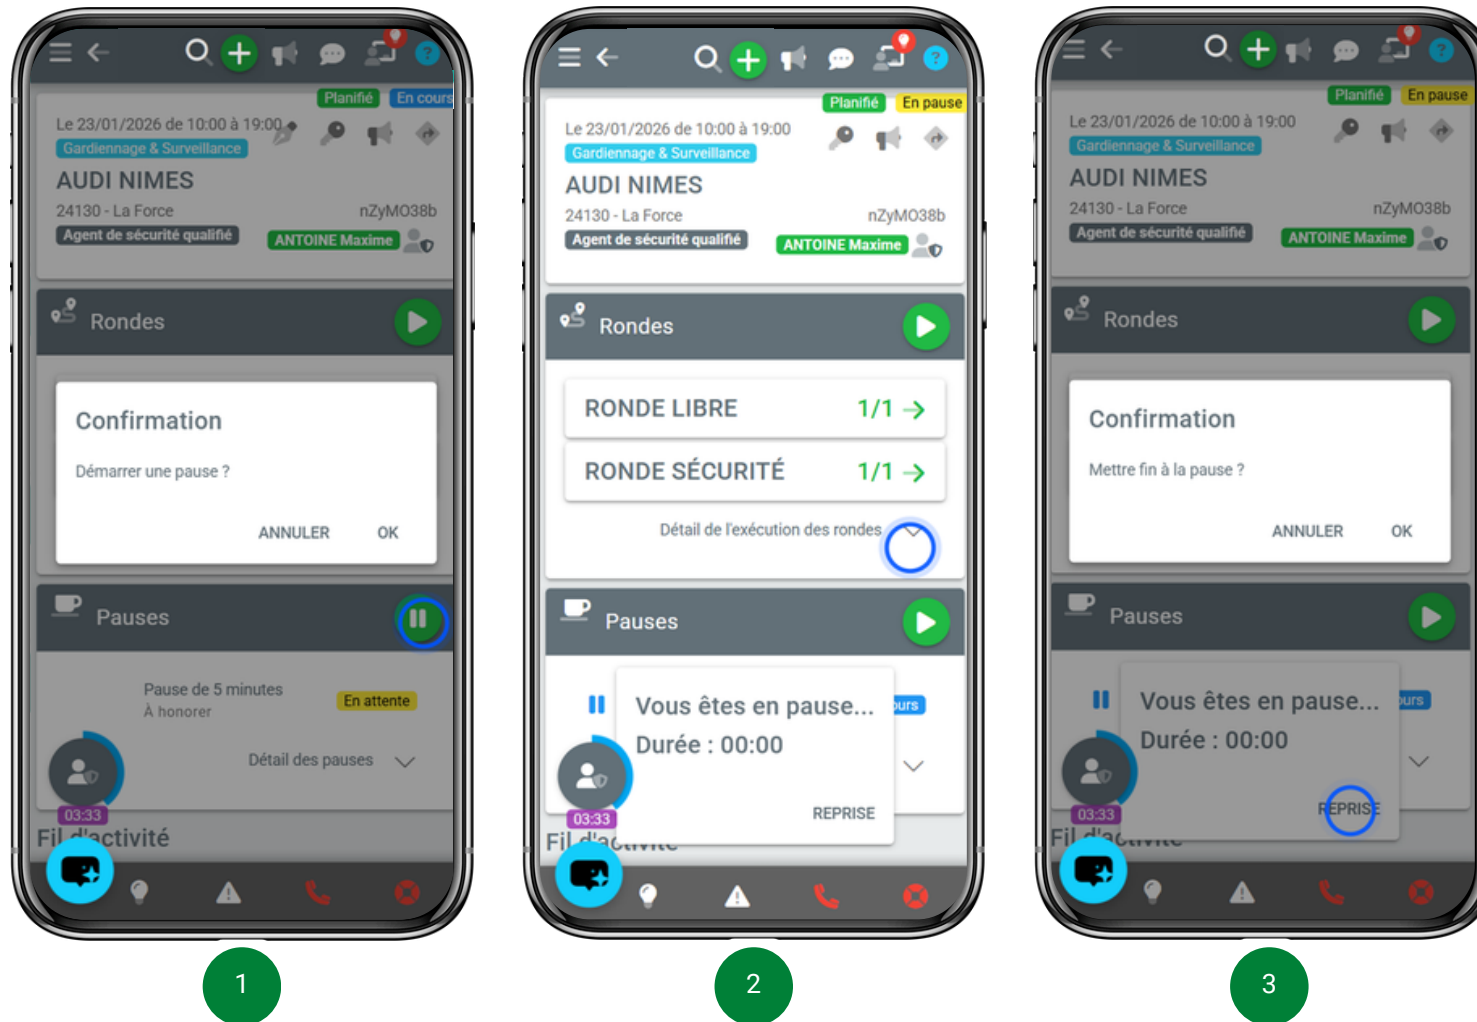 Planifié En cours
Le 23/01/2026 de 10:00 à 19:00
Gardiennage & Surveillance
AUDI NIMES
24130 - La Force nZyMO38b
Agent de sécurité qualifié ANTOINE Maxime
Rondes
Confirmation
Démarrer une pause ?
ANNULER OK
Pauses
Pause de 5 minutes
À honorer
En attente
Détail des pauses
03:33
Fil d'activité
1
?
Planifié En pause
Le 23/01/2026 de 10:00 à 19:00
Gardiennage & Surveillance
AUDI NIMES
24130 - La Force nZyMO38b
Agent de sécurité qualifié ANTOINE Maxime
Rondes
RONDE LIBRE 1/1
RONDE SÉCURITÉ 1/1
Détail de l'exécution des rondes
Pauses
Vous êtes en pause...
Durée : 00:00
REPRISE
03:33
Fil d'activité
2
?
Planifié En pause
Le 23/01/2026 de 10:00 à 19:00
Gardiennage & Surveillance
AUDI NIMES
24130 - La Force nZyMO38b
Agent de sécurité qualifié ANTOINE Maxime
Rondes
Confirmation
Mettre fin à la pause ?
ANNULER OK
Pauses
Vous êtes en pause...
Durée : 00:00
REPRISE
03:33
Fil d'activité
3